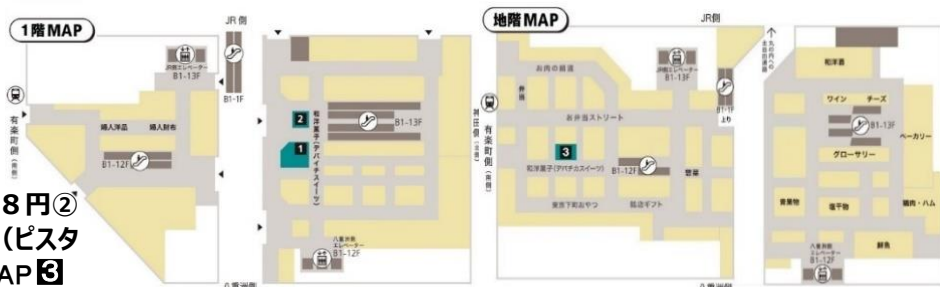 1階MAP
JR側
JR側エレベーター
B1-13F
B1-1F
有楽町側(南側)
婦人洋品
婦人財布
B1-12F
8円②
(ピスタ
AP 3
2
1
和洋菓子(デパイチスイーツ)
B1-13F
八重洲側
エレベーター
B1-12F
地階MAP
JR側
お肉の細道
弁当
JR側エレベーター
B1-13F
B1-1F
上り
お弁当ストリート
有楽町側(南側)
3
和洋菓子(デパチカスイーツ)
B1-12F
惣菜
東京下町おやつ
銘店ギフト
和洋酒
ワイン
チーズ
B1-13F
ベーカリー
グローサリー
青果物
塩干物
精肉・ハム
鮮魚
八重洲側
エレベーター
B1-12F